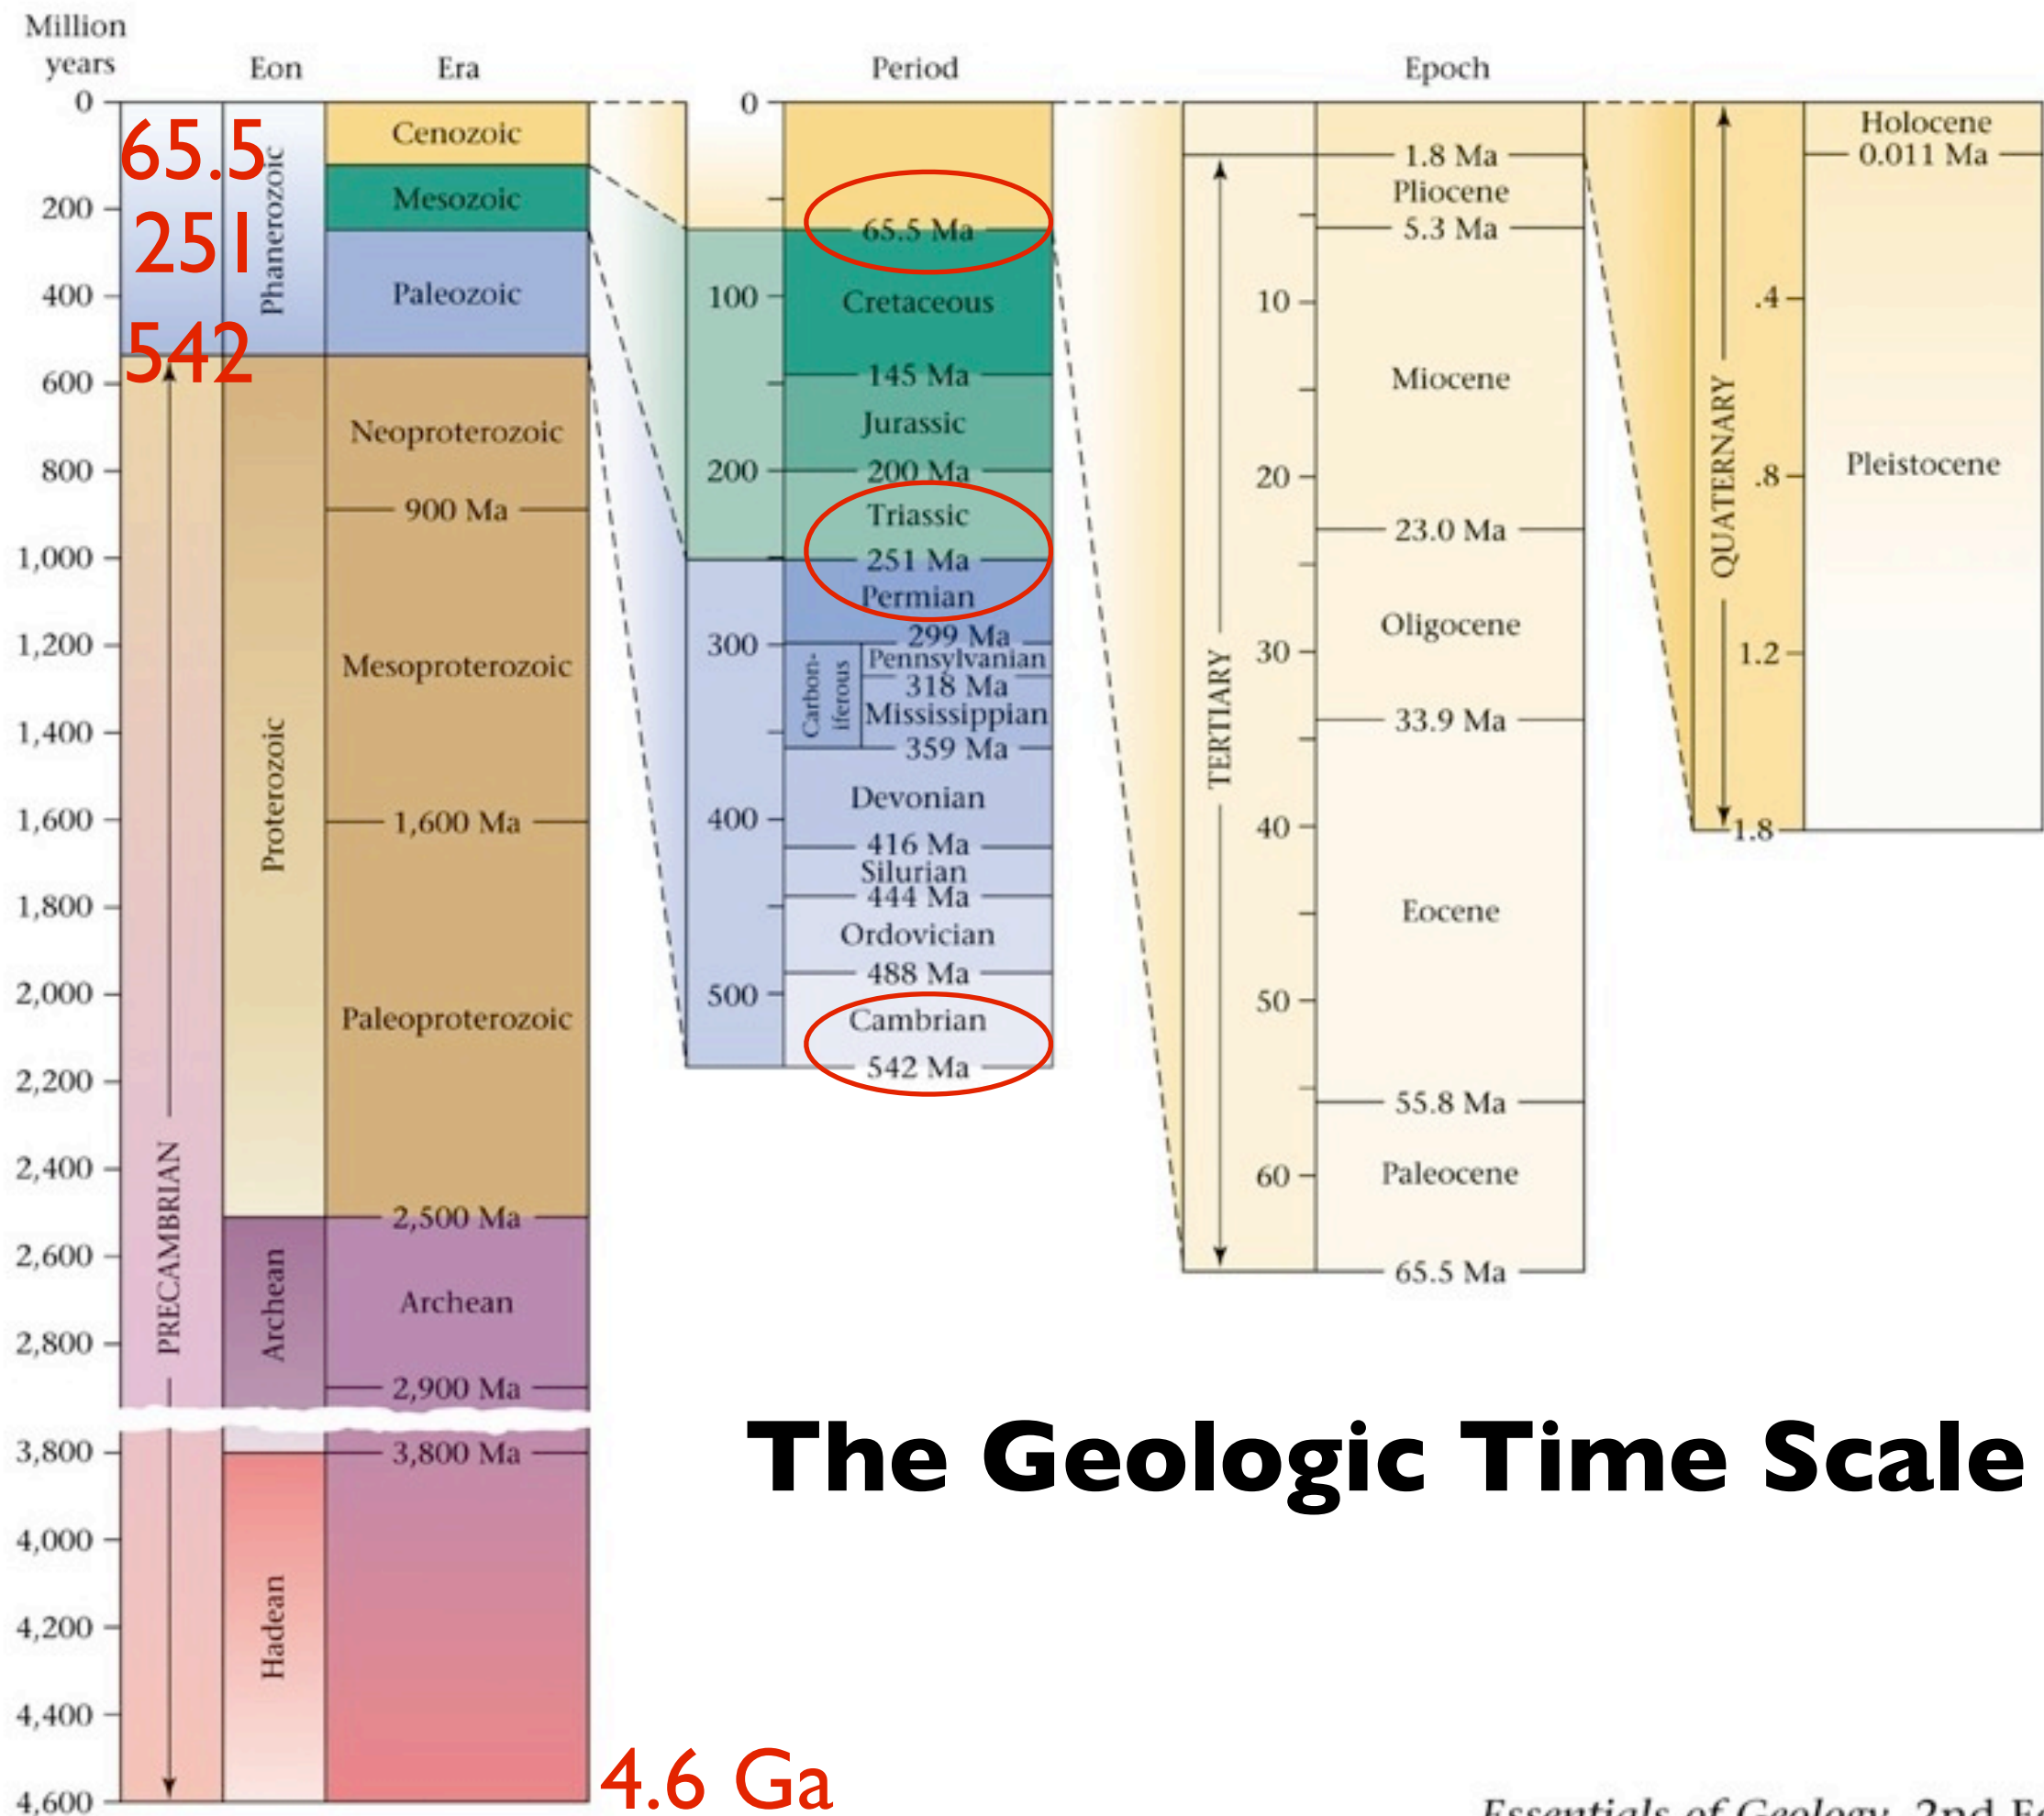 Million
years
Eon
Era
Period
Epoch
0
200
400
600
800
1,000
1,200
1,400
1,600
1,800
2,000
2,200
2,400
2,600
2,800
3,800
4,000
4,200
4,400
4,600
65.5
251
542
PRECAMBRIAN
Phanerozoic
Proterozoic
Archean
Hadean
Cenozoic
Mesozoic
Paleozoic
Neoproterozoic
900 Ma
Mesoproterozoic
1,600 Ma
Paleoproterozoic
2,500 Ma
Archean
2,900 Ma
3,800 Ma
4.6 Ga
0
100
200
300
400
500
65.5 Ma
Cretaceous
145 Ma
Jurassic
200 Ma
Triassic
251 Ma
Permian
299 Ma
Carbon-
iferous
Pennsylvanian
318 Ma
Mississippian
359 Ma
Devonian
416 Ma
Silurian
444 Ma
Ordovician
488 Ma
Cambrian
542 Ma
TERTIARY
10
20
30
40
50
60
1.8 Ma
Pliocene
5.3 Ma
Miocene
23.0 Ma
Oligocene
33.9 Ma
Eocene
55.8 Ma
Paleocene
65.5 Ma
QUATERNARY
.4
.8
1.2
1.8
Holocene
0.011 Ma
Pleistocene
The Geologic Time Scale
Essentials of Geology, 2nd